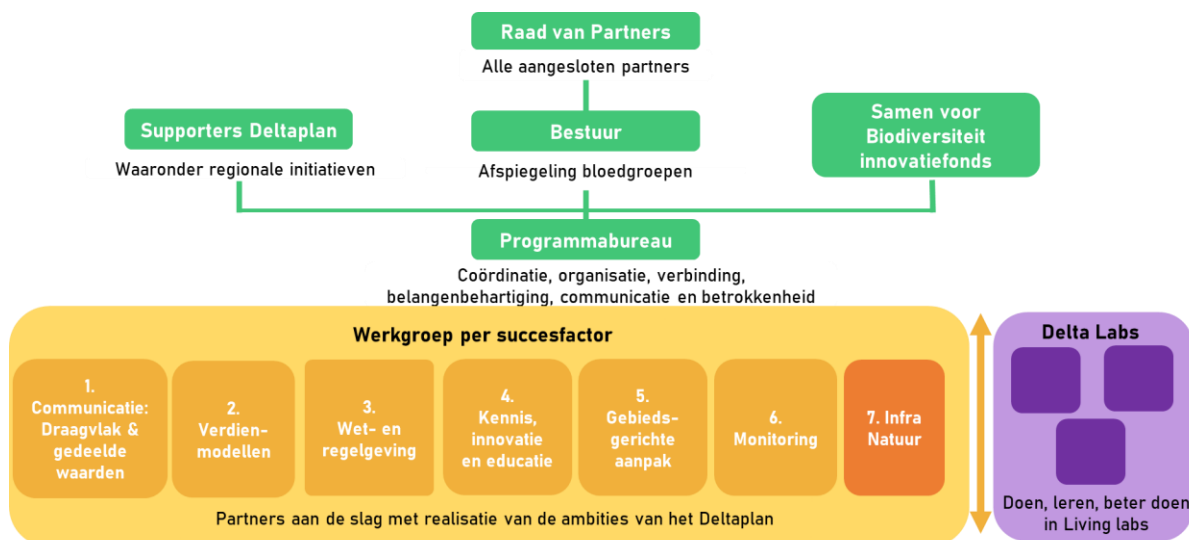 Raad van Partners
Alle aangesloten partners
Supporters Deltaplan
Waaronder regionale initiatieven
Bestuur
Afspiegeling bloedgroepen
Samen voor
Biodiversiteit
innovatiefonds
Programmabureau
Coördinatie, organisatie, verbinding,
belangenbehartiging, communicatie en betrokkenheid
Werkgroep per succesfactor
1.
Communicatie:
Draagvlak &
gedeelde
waarden
2.
Verdien-
modellen
3.
Wet- en
regelgeving
4.
Kennis,
innovatie
en educatie
5.
Gebieds-
gerichte
aanpak
6.
Monitoring
7. Infra
Natuur
Partners aan de slag met realisatie van de ambities van het Deltaplan
Delta Labs
Doen, leren, beter doen
in Living labs